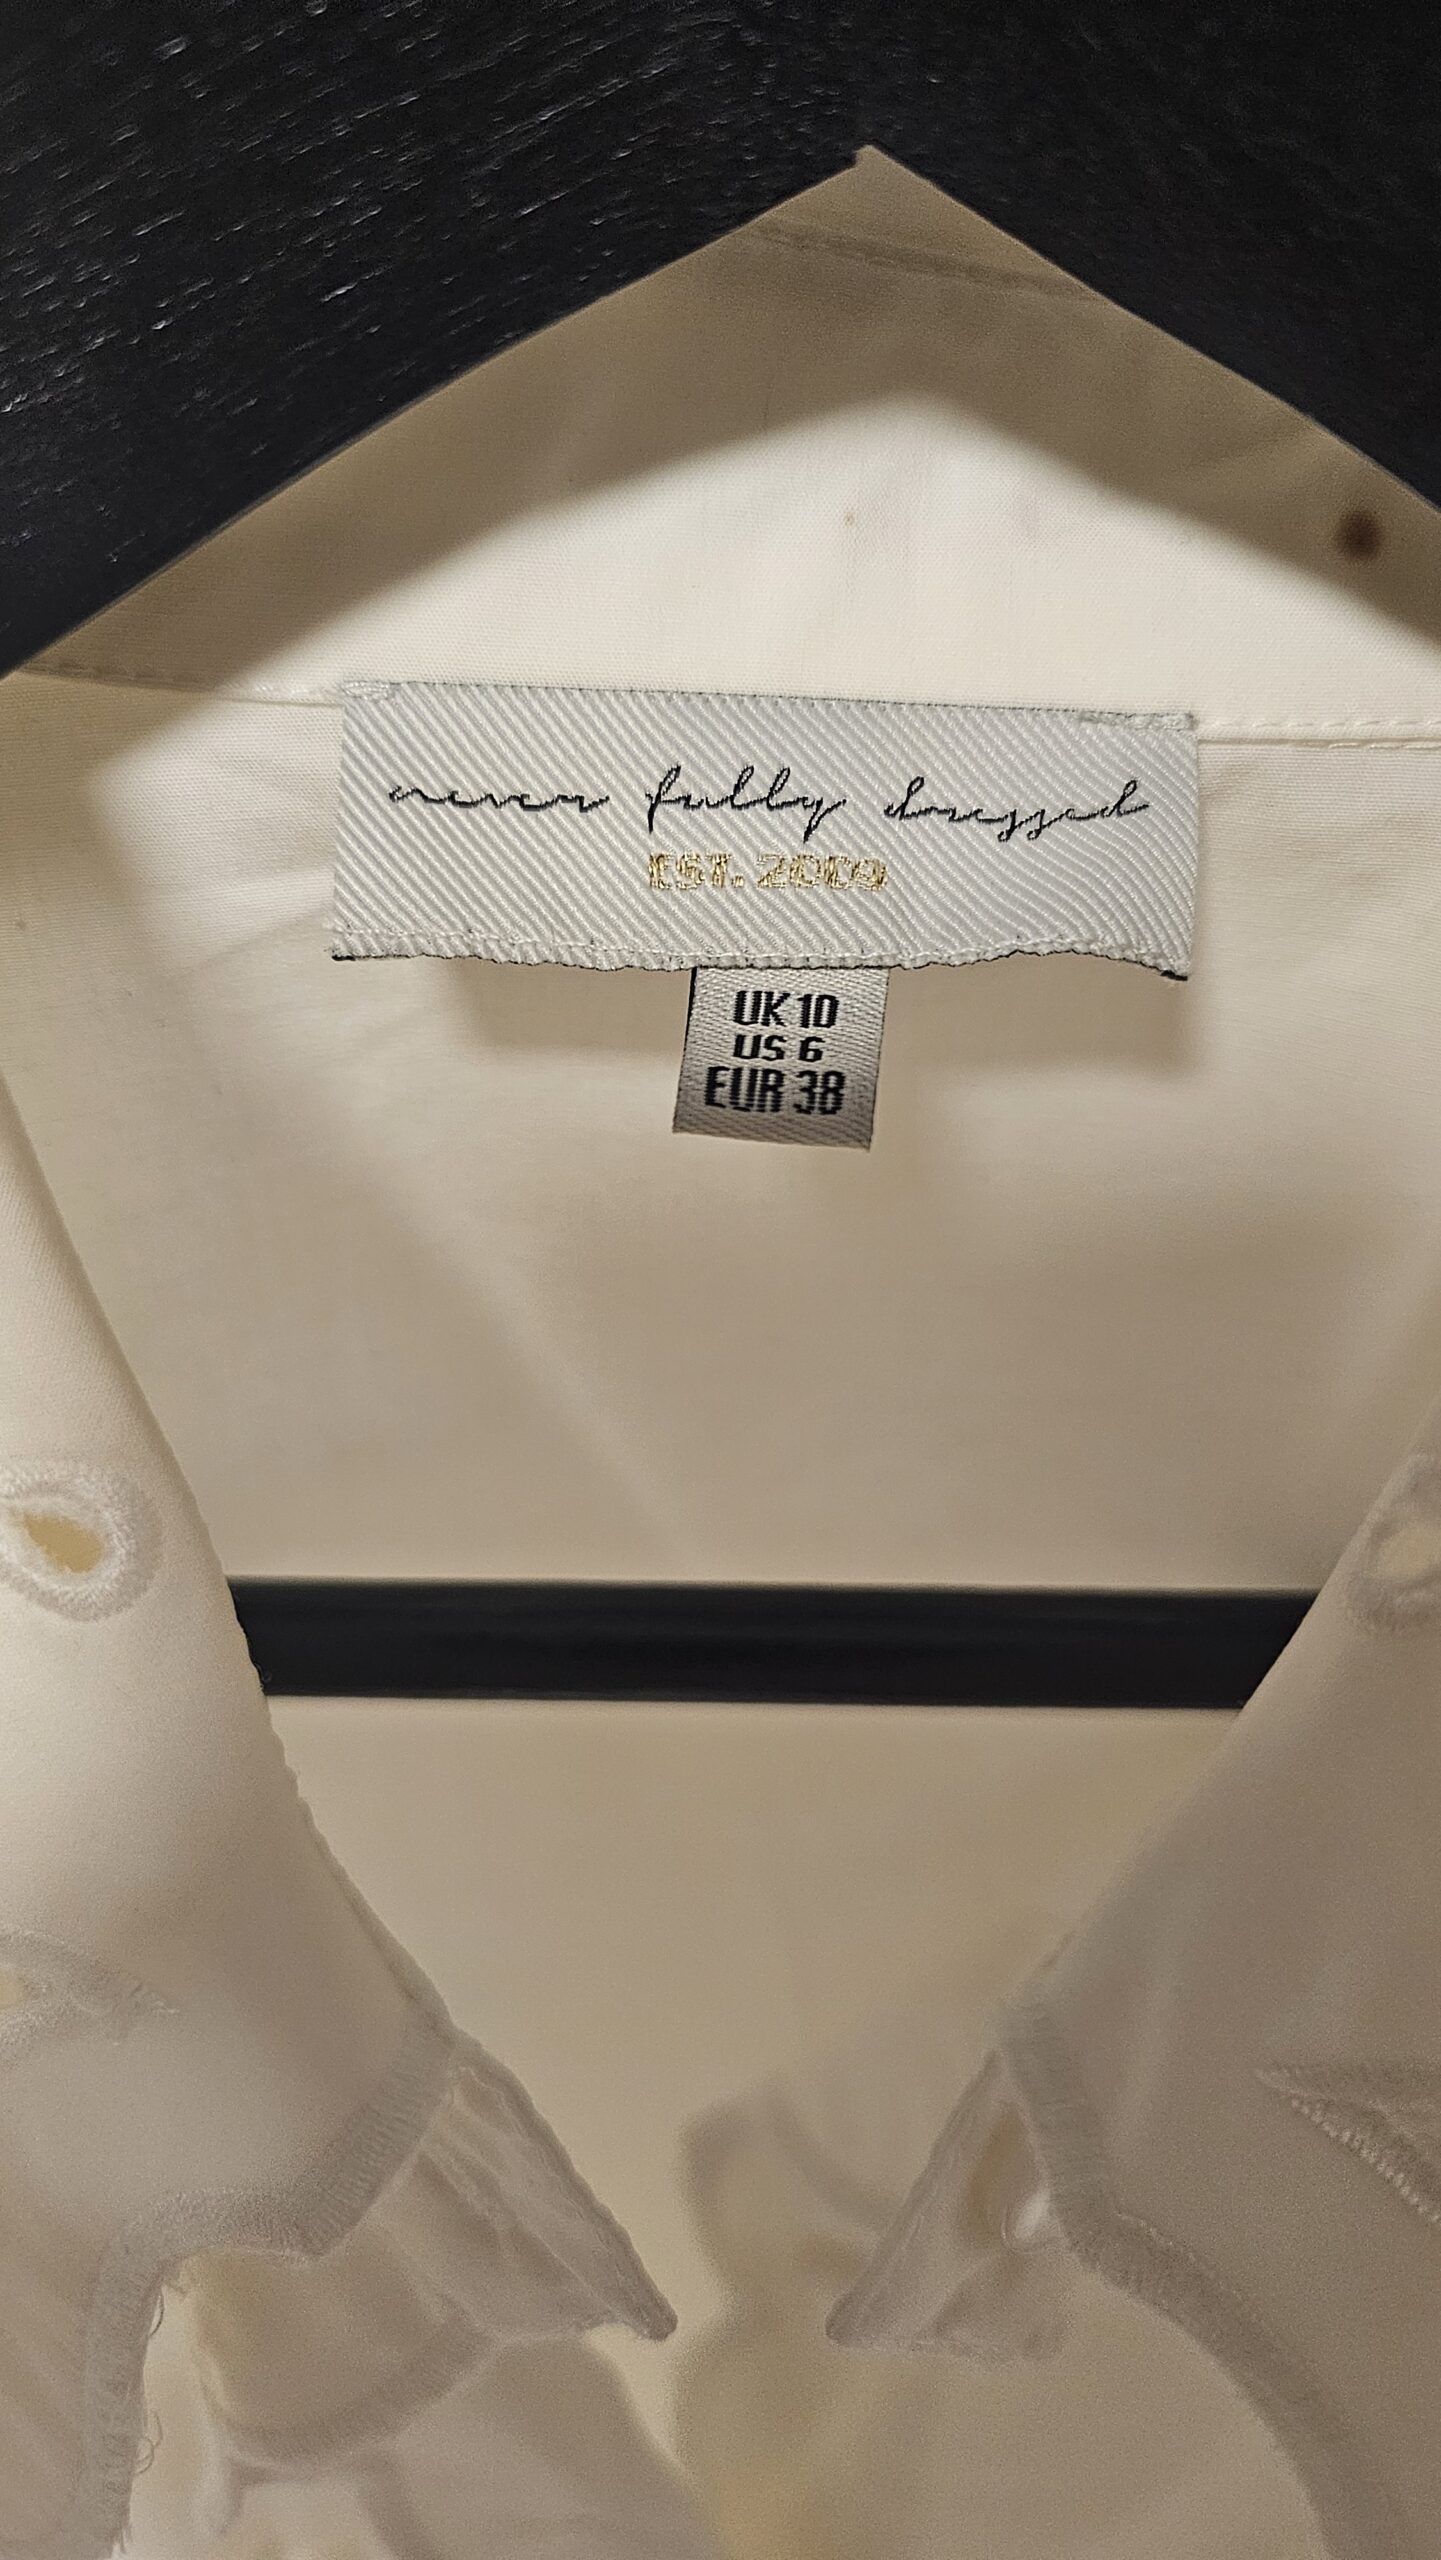 never fully dressed
EST. 2009
UK 10
US 6
EUR 38